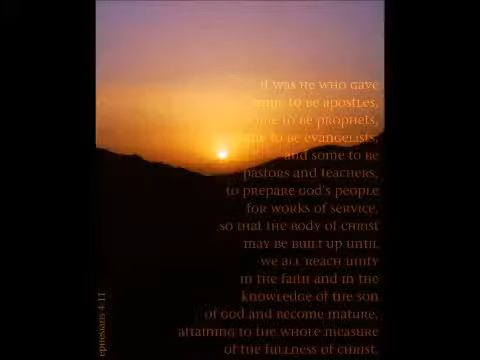 it was he who gave
some to be apostles,
some to be prophets,
some to be evangelists,
and some to be
pastors and teachers,
to prepare God's people
for works of service,
so that the body of Christ
may be built up until
we all reach unity
in the faith and in the
knowledge of the son
of God and become mature,
attaining to the whole measure
of the fullness of Christ.
ephesians 4:11